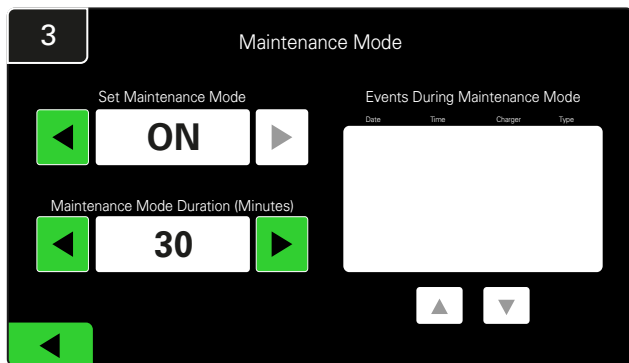 3
Maintenance Mode
Set Maintenance Mode
ON
Maintenance Mode Duration (Minutes)
30
Events During Maintenance Mode
Date Time Charger Type